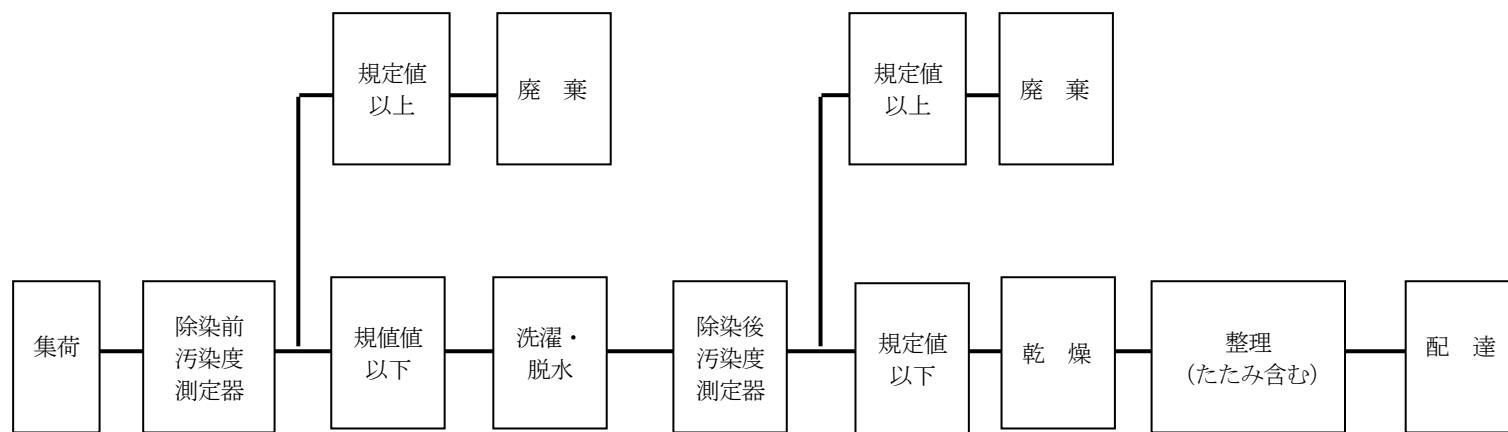 規定値
以上
廃　棄
規定値
以上
廃　棄
集荷
除染前
汚染度
測定器
規値値
以下
洗濯・
脱水
除染後
汚染度
測定器
規定値
以下
乾　燥
整理
（たたみ含む）
配　達